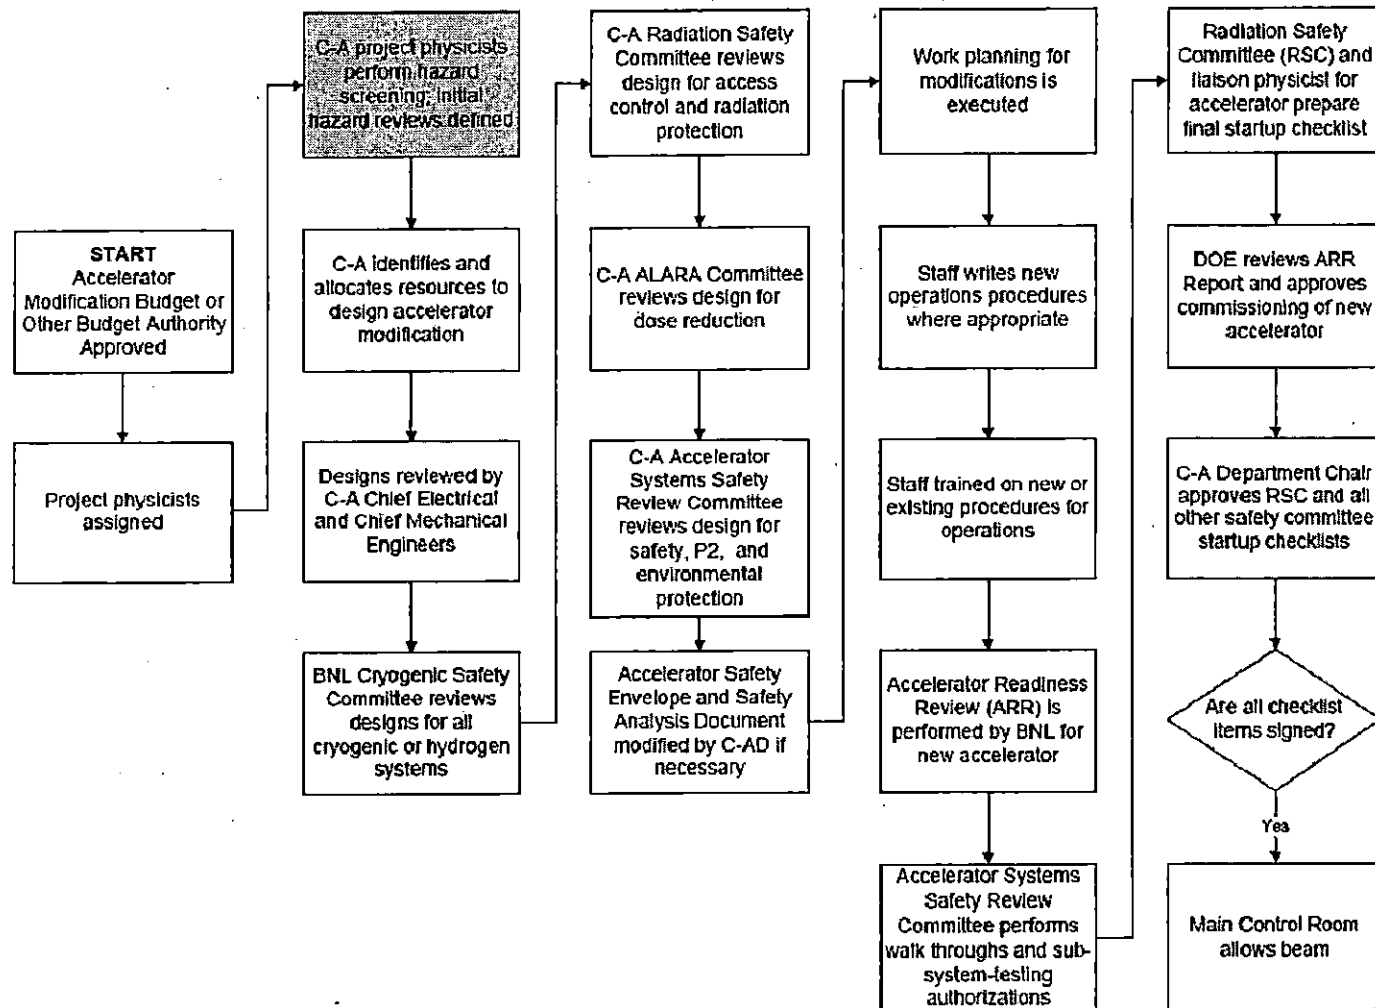 START
Accelerator
Modification Budget or
Other Budget Authority
Approved
Project physicists
assigned
C-A project physicists
perform hazard
screening; initial
hazard reviews defined
C-A identifies and
allocates resources to
design accelerator
modification
Designs reviewed by
C-A Chief Electrical
and Chief Mechanical
Engineers
BNL Cryogenic Safety
Committee reviews
designs for all
cryogenic or hydrogen
systems
C-A Radiation Safety
Committee reviews
design for access
control and radiation
protection
C-A ALARA Committee
reviews design for
dose reduction
C-A Accelerator
Systems Safety
Review Committee
reviews design for
safety, P2, and
environmental
protection
Accelerator Safety
Envelope and Safety
Analysis Document
modified by C-AD if
necessary
Work planning for
modifications is
executed
Staff writes new
operations procedures
where appropriate
Staff trained on new or
existing procedures for
operations
Accelerator Readiness
Review (ARR) is
performed by BNL for
new accelerator
Accelerator Systems
Safety Review
Committee performs
walk throughs and sub-
system-testing
authorizations
Radiation Safety
Committee (RSC) and
liaison physicist for
accelerator prepare
final startup checklist
DOE reviews ARR
Report and approves
commissioning of new
accelerator
C-A Department Chair
approves RSC and all
other safety committee
startup checklists
Are all checklist
items signed?
Yes
Main Control Room
allows beam